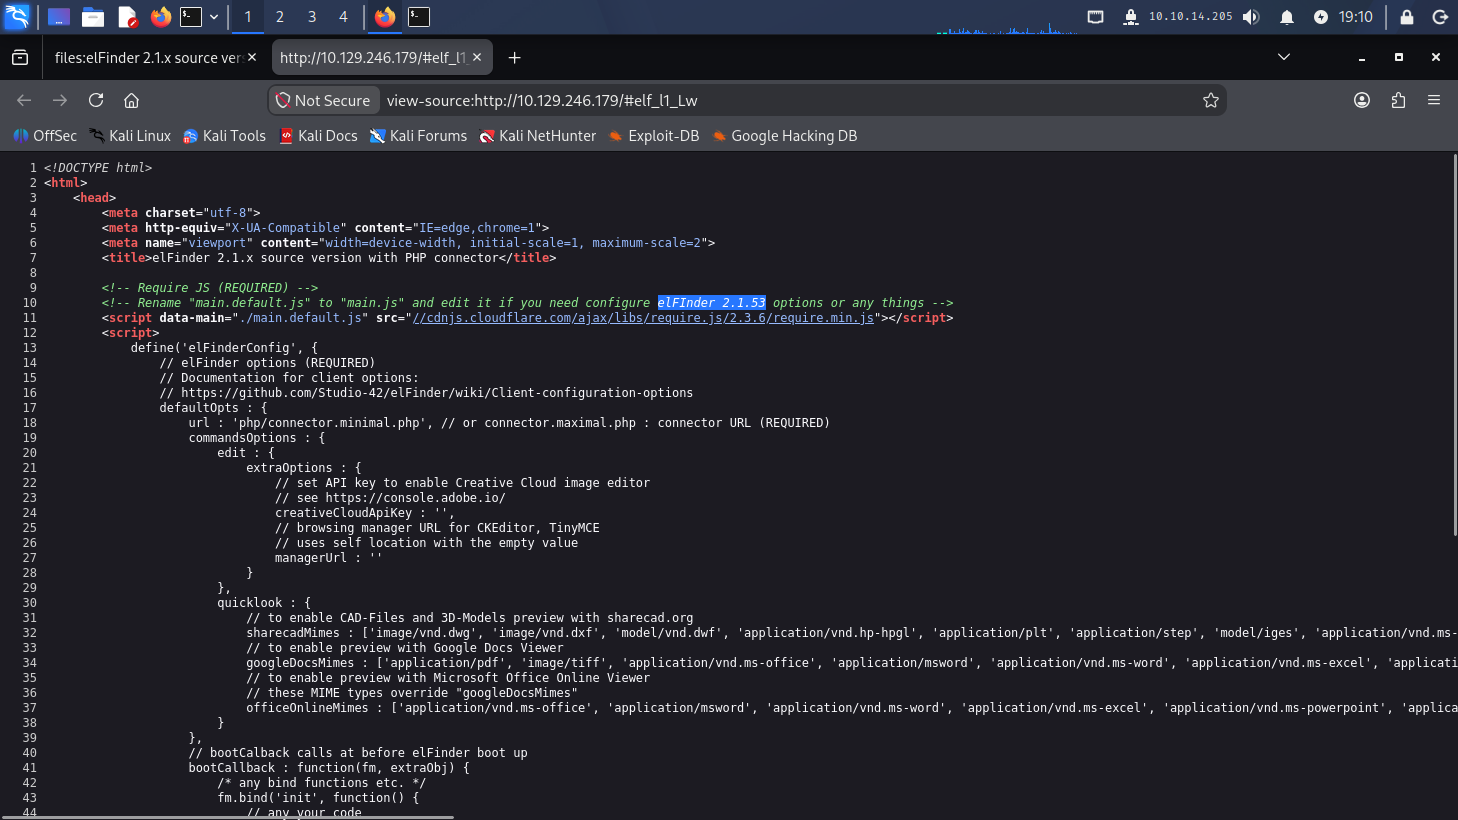 1 2 3 4 10.10.14.205 19:10
files:elFinder 2.1.x source ver × http://10.129.246.179/#elf_l1_ ×
Not Secure view-source:http://10.129.246.179/#elf_l1_Lw
OffSec Kali Linux Kali Tools Kali Docs Kali Forums Kali NetHunter Exploit-DB Google Hacking DB
1 <!DOCTYPE html>
2 <html>
3 <head>
4 <meta charset="utf-8">
5 <meta http-equiv="X-UA-Compatible" content="IE=edge,chrome=1">
6 <meta name="viewport" content="width=device-width, initial-scale=1, maximum-scale=2">
7 <title>elFinder 2.1.x source version with PHP connector</title>
8
9 <!-- Require JS (REQUIRED) -->
10 <!-- Rename "main.default.js" to "main.js" and edit it if you need configure elFInder 2.1.53 options or any things -->
11 <script data-main="./main.default.js" src="//cdnjs.cloudflare.com/ajax/libs/require.js/2.3.6/require.min.js"></script>
12 <script>
13 define('elFinderConfig', {
14 // elFinder options (REQUIRED)
15 // Documentation for client options:
16 // https://github.com/Studio-42/elFinder/wiki/Client-configuration-options
17 defaultOpts : {
18 url : 'php/connector.minimal.php', // or connector.maximal.php : connector URL (REQUIRED)
19 commandsOptions : {
20 edit : {
21 extraOptions : {
22 // set API key to enable Creative Cloud image editor
23 // see https://console.adobe.io/
24 creativeCloudApiKey : '',
25 // browsing manager URL for CKEditor, TinyMCE
26 // uses self location with the empty value
27 managerUrl : ''
28 }
29 },
30 quicklook : {
31 // to enable CAD-Files and 3D-Models preview with sharecad.org
32 sharecadMimes : ['image/vnd.dwg', 'image/vnd.dxf', 'model/vnd.dwf', 'application/vnd.hp-hpgl', 'application/plt', 'application/step', 'model/iges', 'application/vnd.ms-
33 // to enable preview with Google Docs Viewer
34 googleDocsMimes : ['application/pdf', 'image/tiff', 'application/vnd.ms-office', 'application/msword', 'application/vnd.ms-word', 'application/vnd.ms-excel', 'applicati
35 // to enable preview with Microsoft Office Online Viewer
36 // these MIME types override "googleDocsMimes"
37 officeOnlineMimes : ['application/vnd.ms-office', 'application/msword', 'application/vnd.ms-word', 'application/vnd.ms-excel', 'application/vnd.ms-powerpoint', 'applica
38 }
39 },
40 // bootCalback calls at before elFinder boot up
41 bootCallback : function(fm, extraObj) {
42 /* any bind functions etc. */
43 fm.bind('init', function() {
44 // any your code